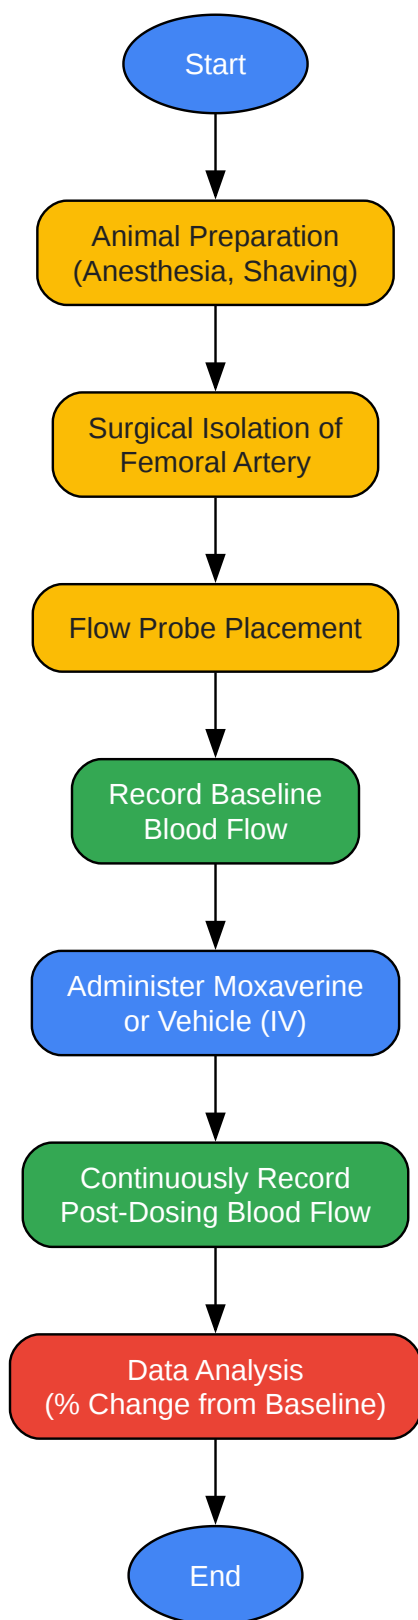 Start
Animal Preparation
(Anesthesia, Shaving)
Surgical Isolation of
Femoral Artery
Flow Probe Placement
Record Baseline
Blood Flow
Administer Moxaverine
or Vehicle (IV)
Continuously Record
Post-Dosing Blood Flow
Data Analysis
(% Change from Baseline)
End